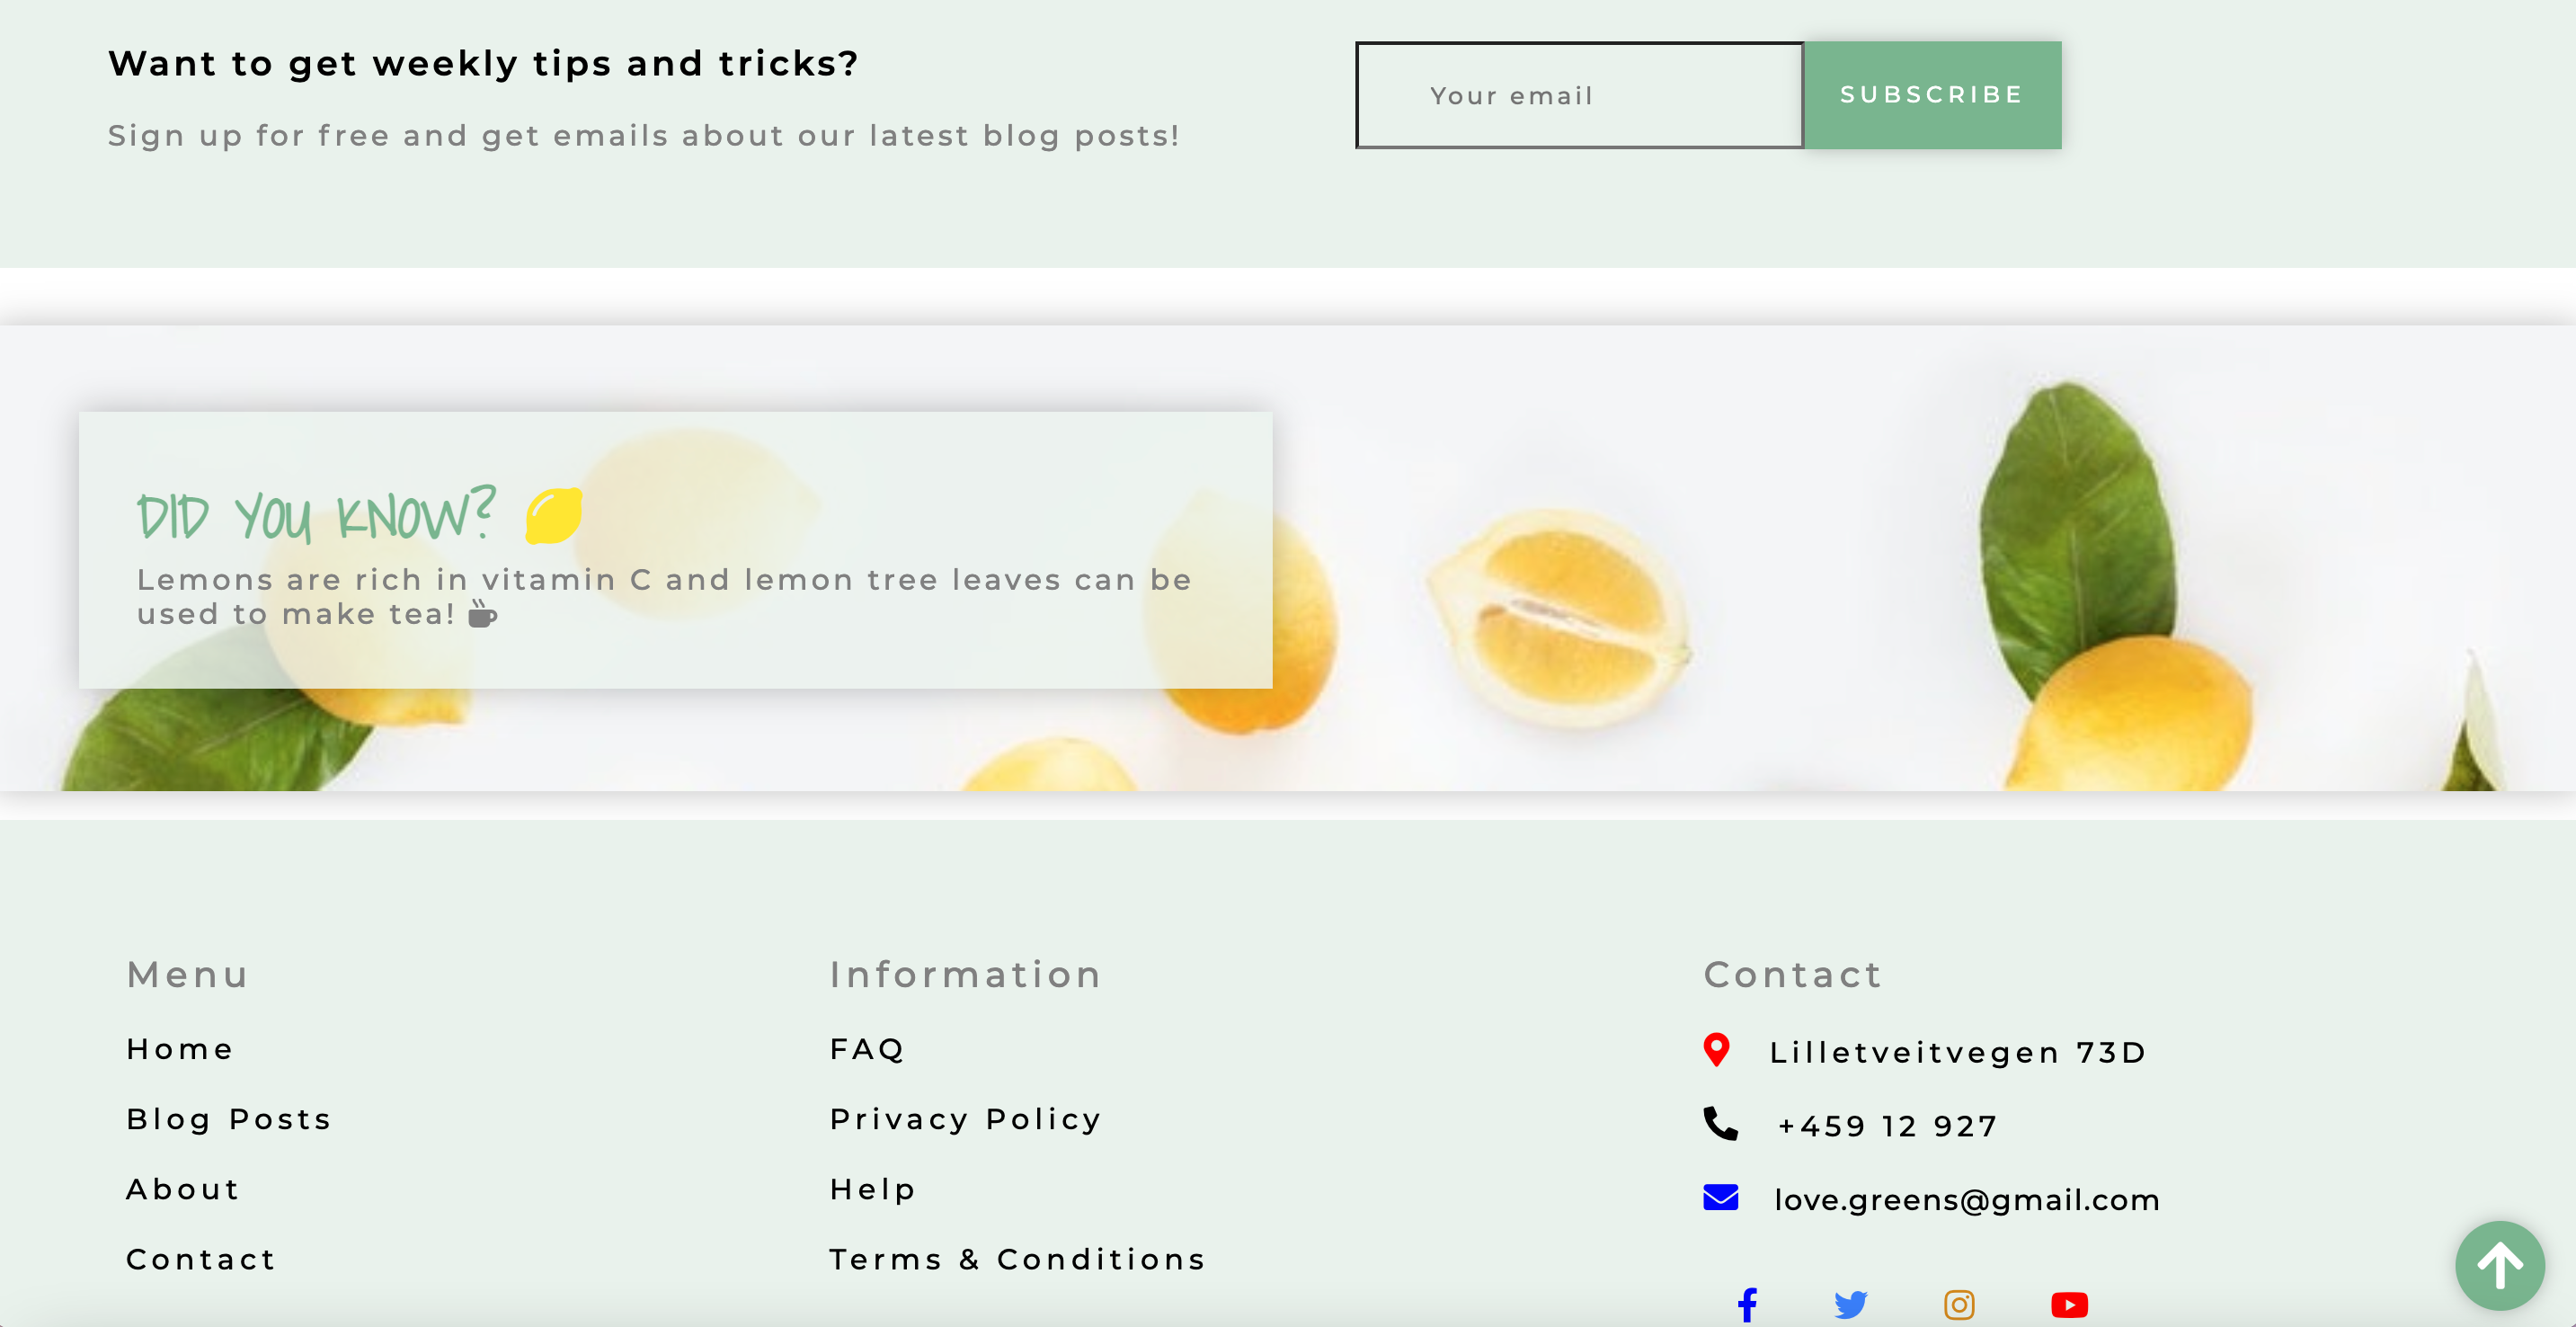 Want to get weekly tips and tricks?
Sign up for free and get emails about our latest blog posts!
Your email
SUBSCRIBE
DID YOU KNOW?
Lemons are rich in vitamin C and lemon tree leaves can be
used to make tea!
Menu
Home
Blog Posts
About
Contact
Information
FAQ
Privacy Policy
Help
Terms & Conditions
Contact
Lilletveitvegen 73D
+459 12 927
love.greens@gmail.com